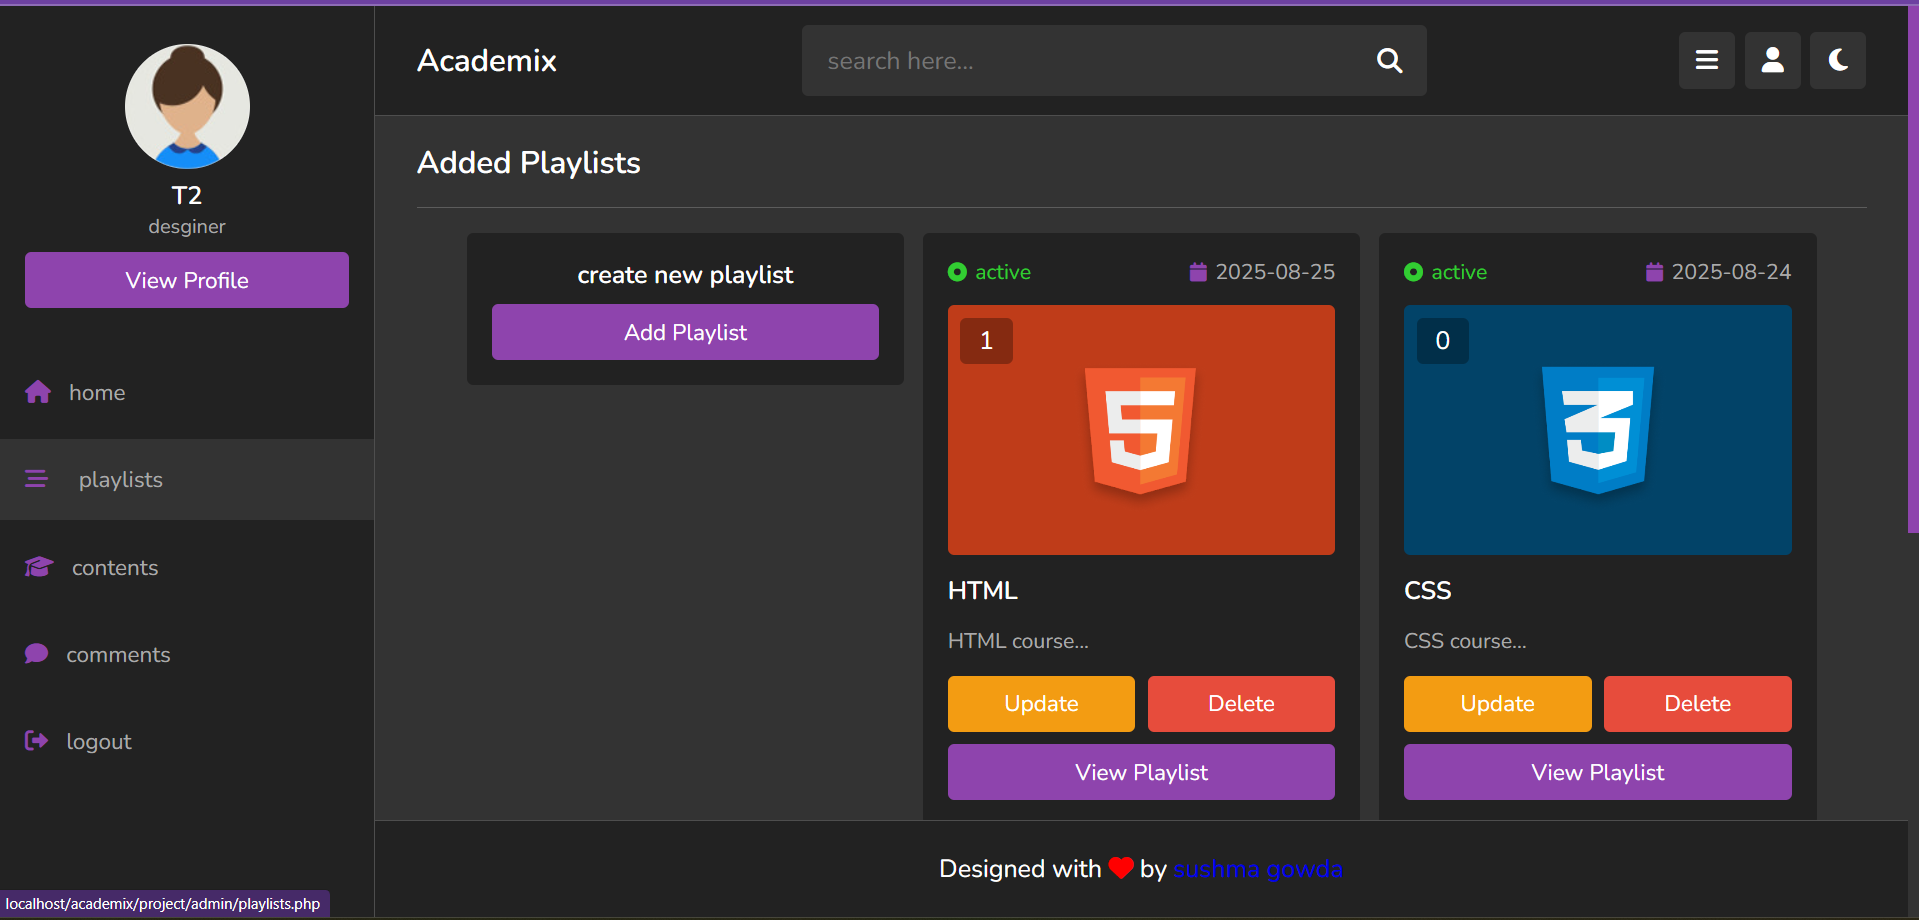 T2
desginer
View Profile
home
playlists
contents
comments
logout
Academix
search here...
Added Playlists
create new playlist
Add Playlist
active 2025-08-25
1
HTML
HTML course...
Update Delete
View Playlist
active 2025-08-24
0
CSS
CSS course...
Update Delete
View Playlist
Designed with by sushma gowda
localhost/academix/project/admin/playlists.php